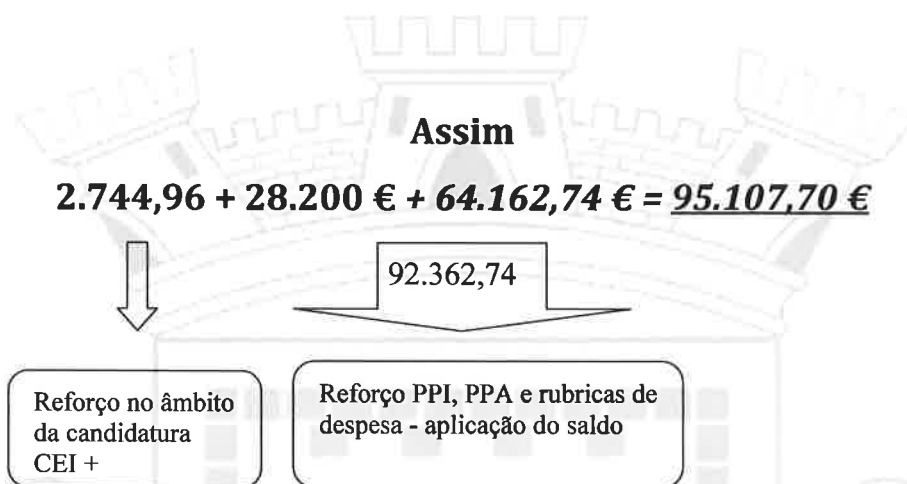 Assim
2.744,96 + 28.200 € + 64.162,74 € = 95.107,70 €
92.362,74
Reforço no âmbito
da candidatura
CEI +
Reforço PPI, PPA e rubricas de
despesa - aplicação do saldo